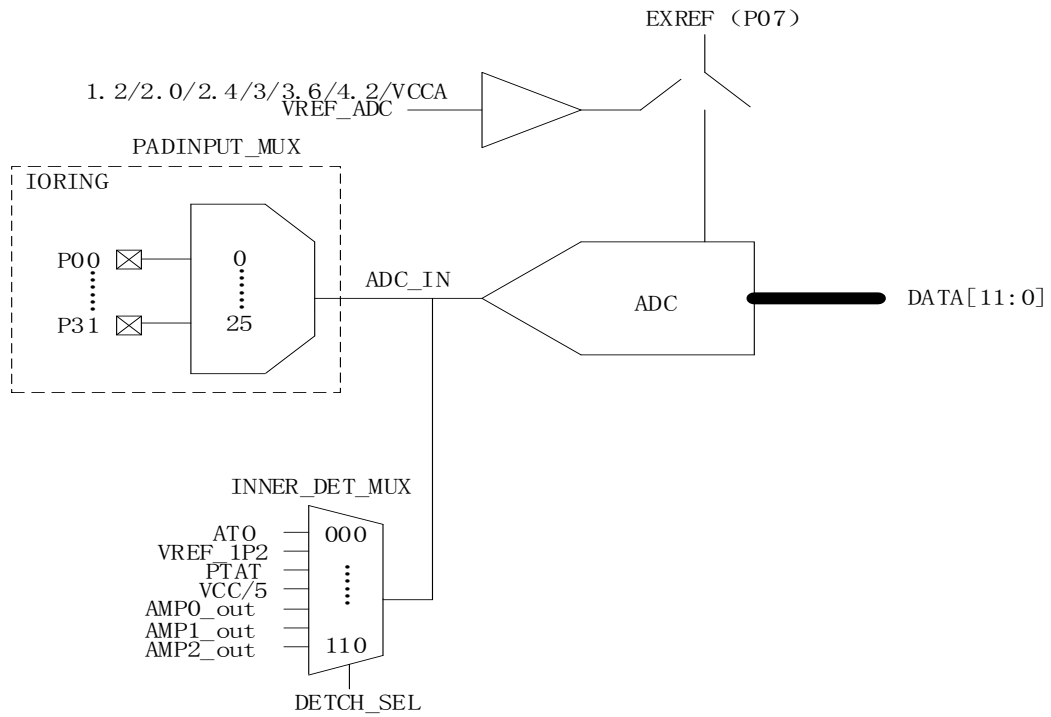 EXREF (P07)
1.2/2.0/2.4/3/3.6/4.2/VCCA
VREF_ADC
PADINPUT_MUX
IORING
P00
0
ADC_IN
ADC
DATA[11:0]
P31
25
INNER_DET_MUX
ATO
000
VREF_1P2
PTAT
VCC/5
AMP0_out
AMP1_out
AMP2_out
110
DETCH_SEL